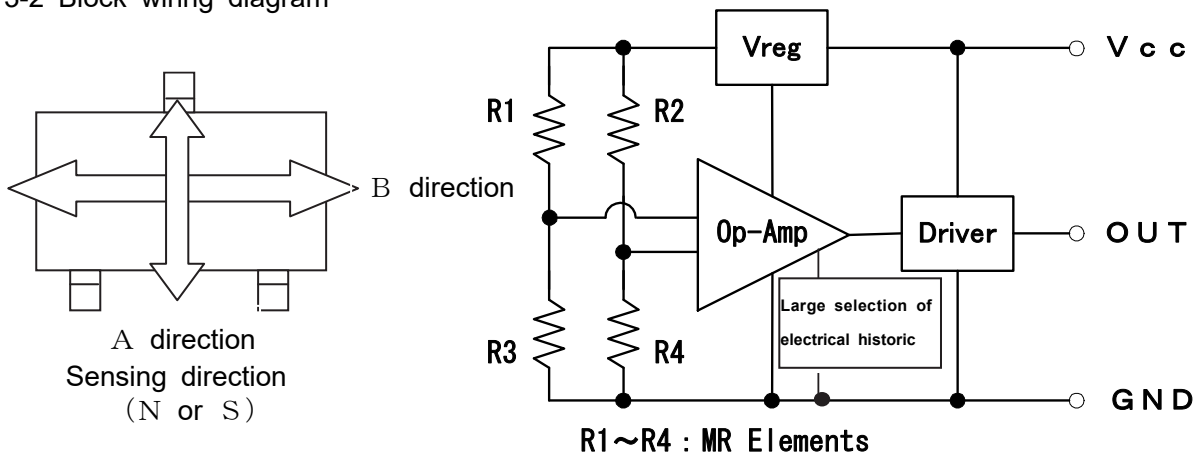 3-2 Block wiring diagram
B direction
A direction
Sensing direction
(N or S)
Vreg
Vcc
R1
R2
Op-Amp
Driver
OUT
Large selection of
electrical historic
R3
R4
GND
R1~R4 : MR Elements